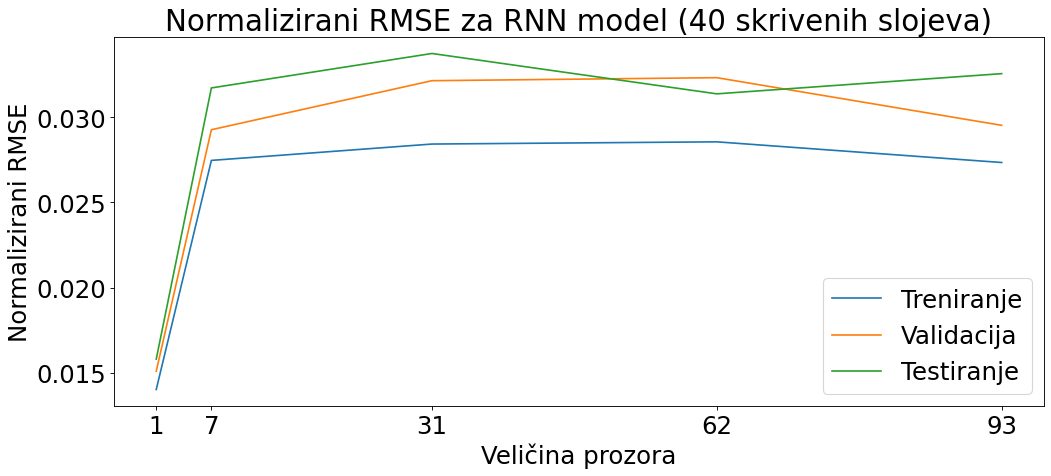 Normalizirani RMSE za RNN model (40 skrivenih slojeva)
Normalizirani RMSE
0.030
0.025
0.020
0.015
Treniranje
Validacija
Testiranje
1 7 31 62 93
Veličina prozora